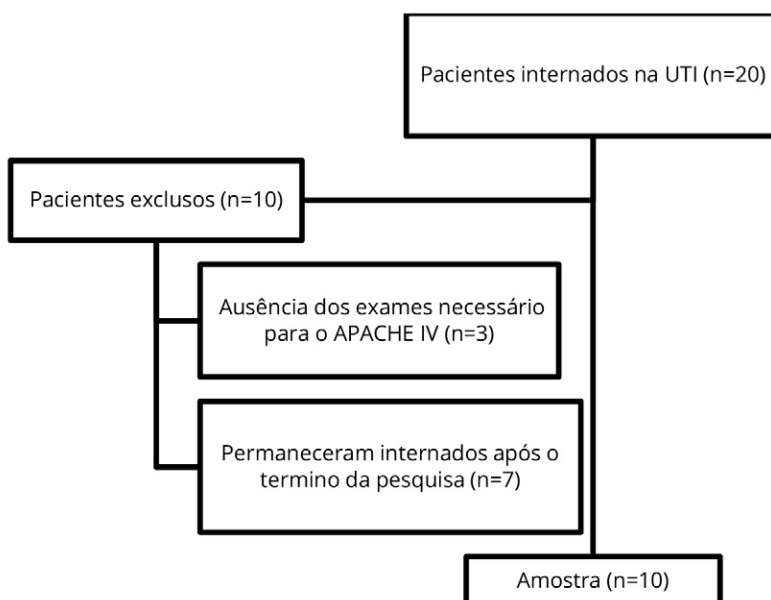 Pacientes internados na UTI (n=20)
Pacientes exclusos (n=10)
Ausência dos exames necessário
para o APACHE IV (n=3)
Permaneceram internados após o
termino da pesquisa (n=7)
Amostra (n=10)